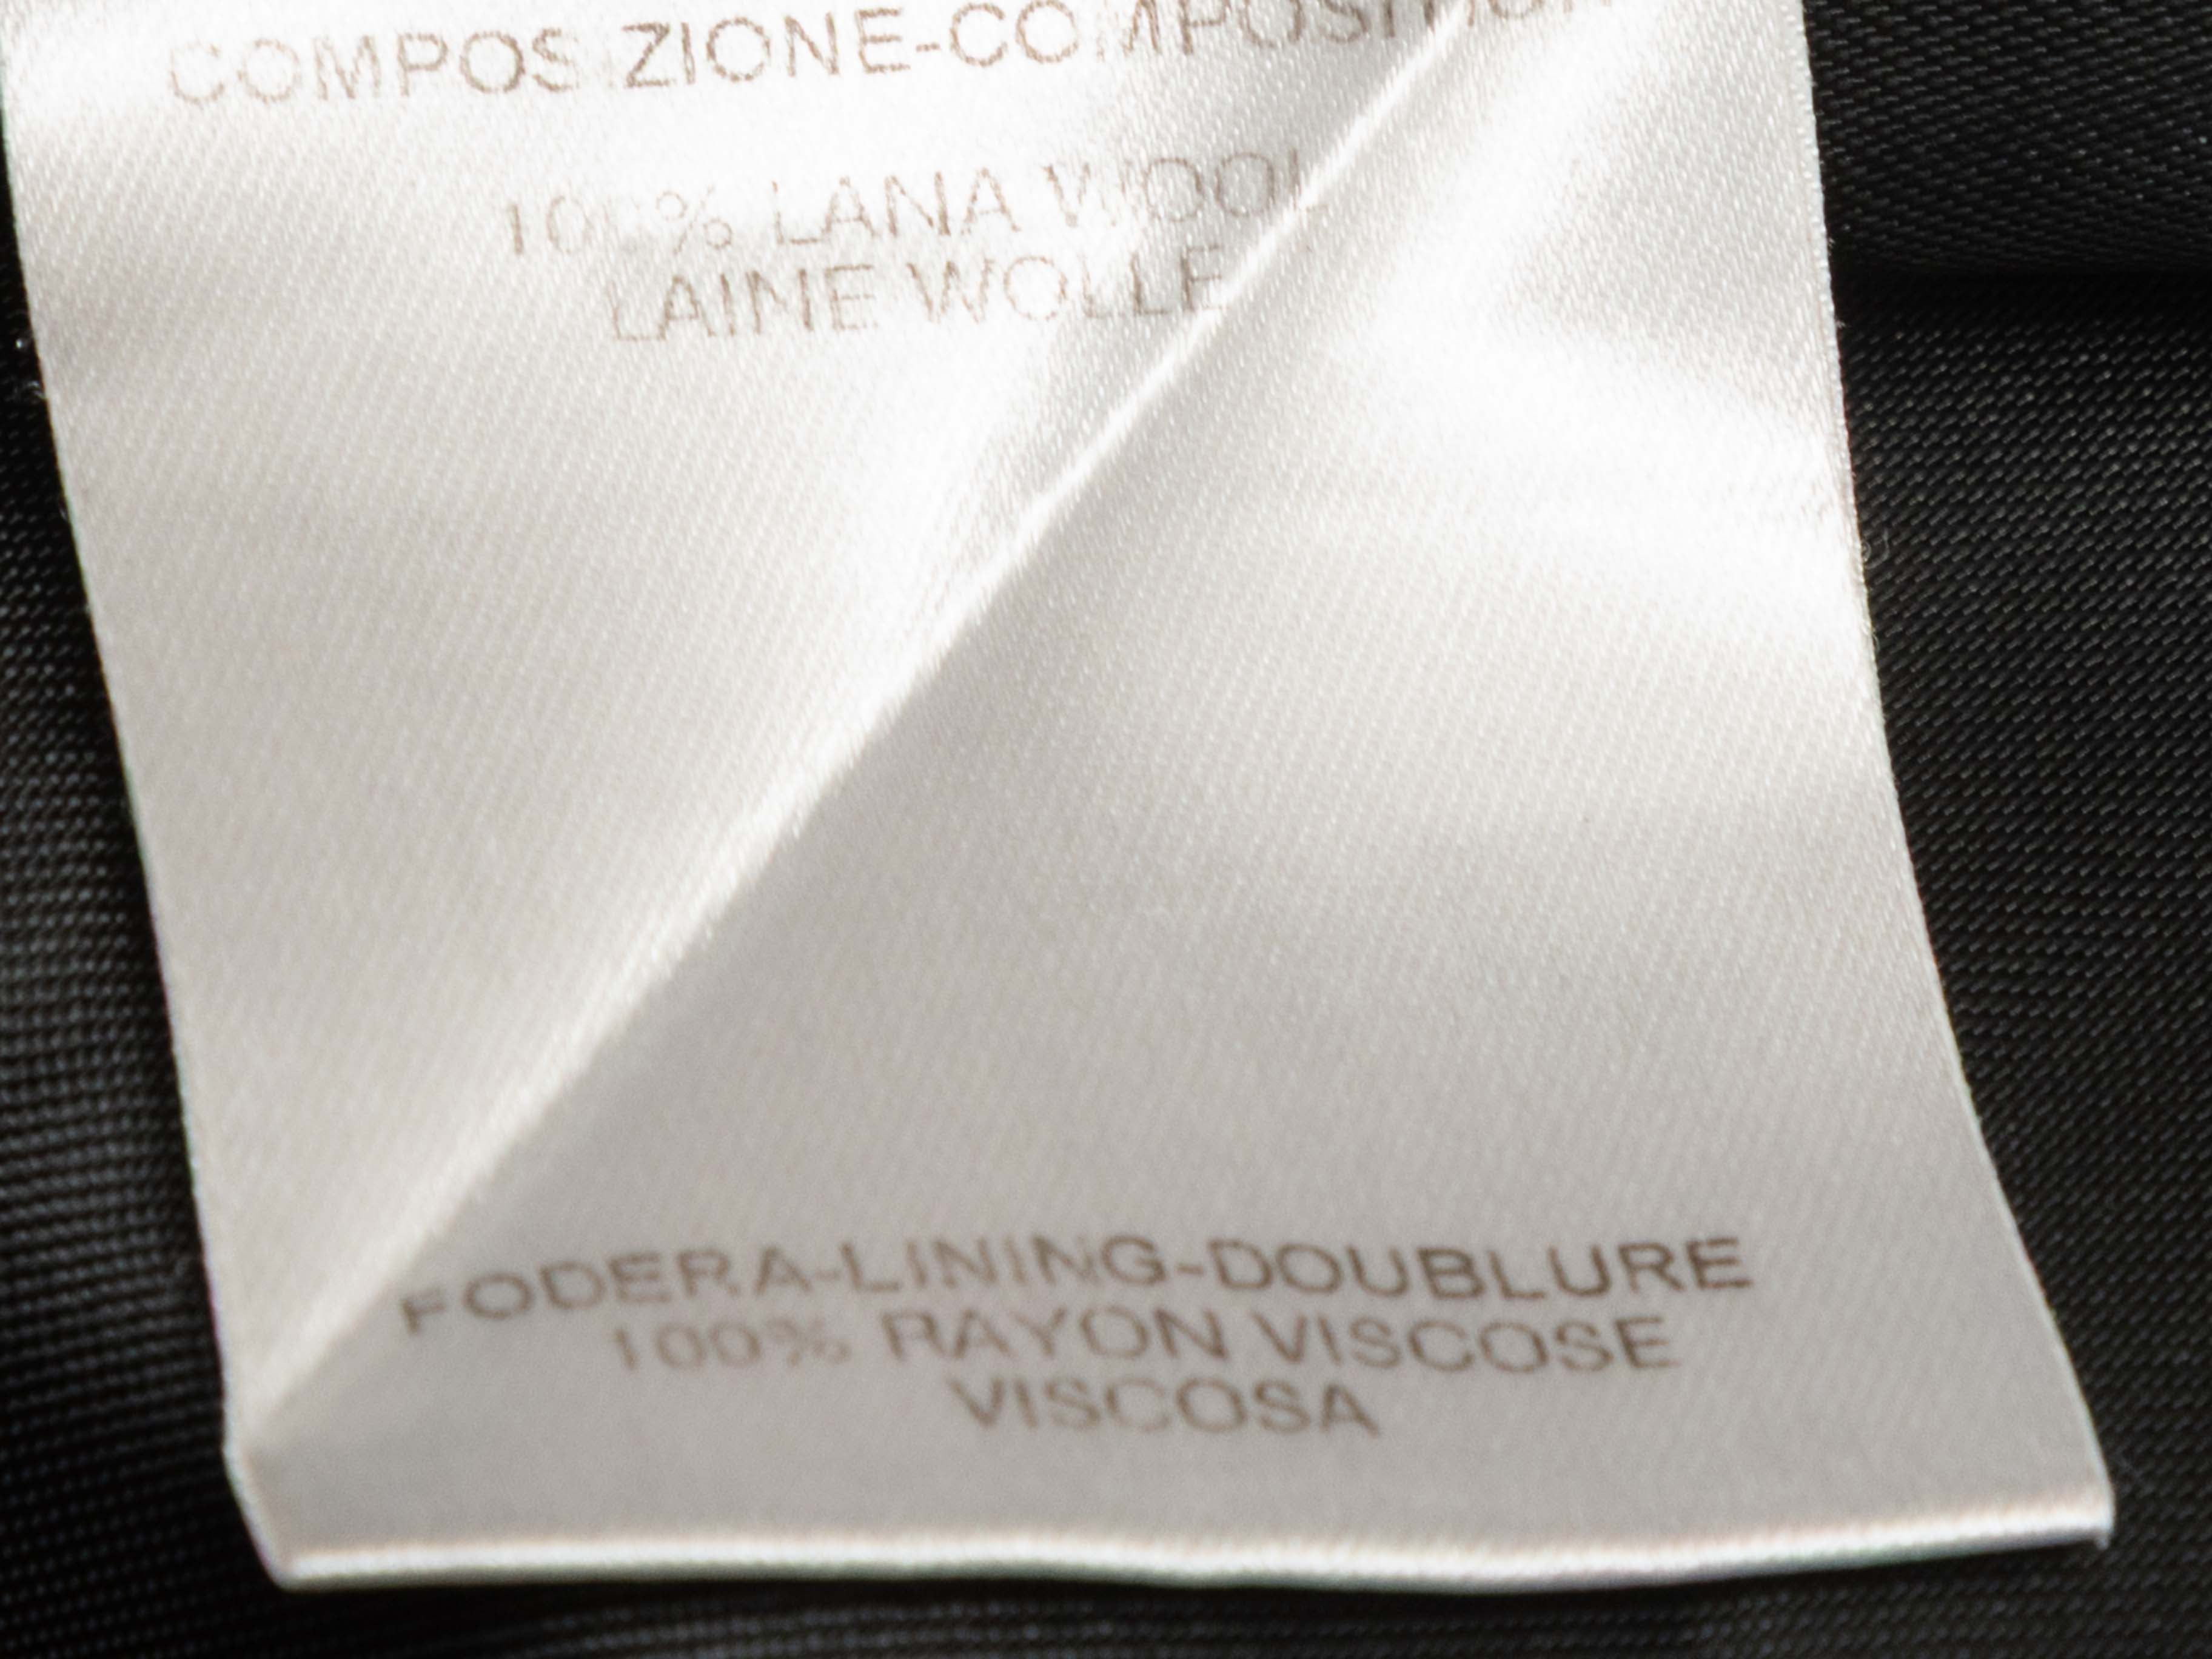 COMPOSIZIONE-COMPOSITION
100% LANA WOOL
LAINE WOLLE
FODERA-LINING-DOUBLURE
100% RAYON VISCOSE
VISCOSA